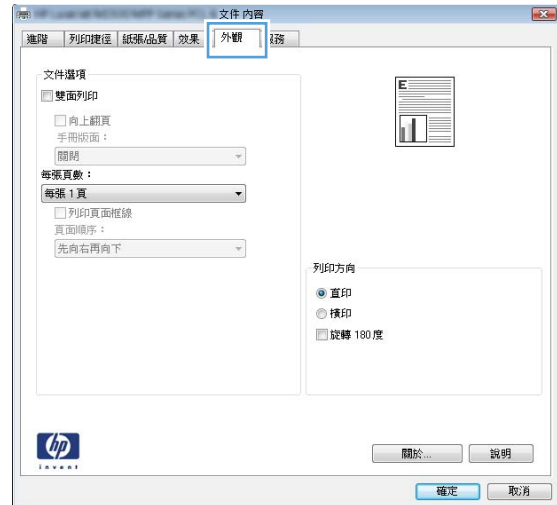 文件 內容
進階 列印捷徑 紙張/品質 效果 外觀 服務
文件選項
雙面列印
向上翻頁
手冊版面：
關閉
每張頁數：
每張 1 頁
列印頁面框線
頁面順序：
先向右再向下
E
列印方向
直印
橫印
旋轉 180 度
hp
invent
關於... 說明
確定 取消